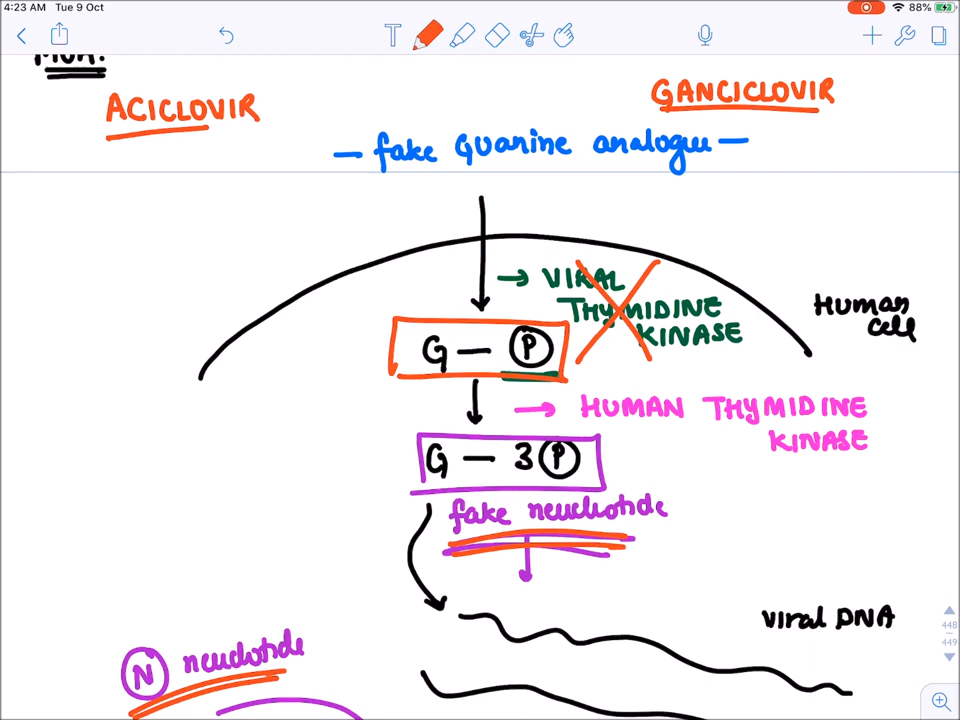 4:23 AM Tue 9 Oct
88%
MOA:
ACICLOVIR
GANCICLOVIR
— fake Guanine analogue —
→ VIRAL
THYMIDINE
KINASE
Human
cell
G — P
→ HUMAN THYMIDINE
KINASE
G — 3 P
fake neucleotide
Viral DNA
N neucleotide
448
449